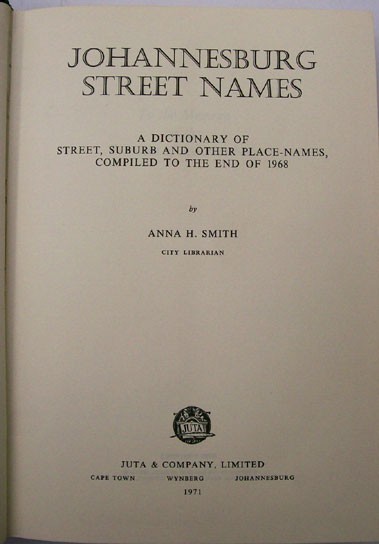 JOHANNESBURG
STREET NAMES
A DICTIONARY OF
STREET, SUBURB AND OTHER PLACE-NAMES,
COMPILED TO THE END OF 1968
by
ANNA H. SMITH
CITY LIBRARIAN
JUTA
JUTA & COMPANY, LIMITED
CAPE TOWN WYNBERG JOHANNESBURG
1971